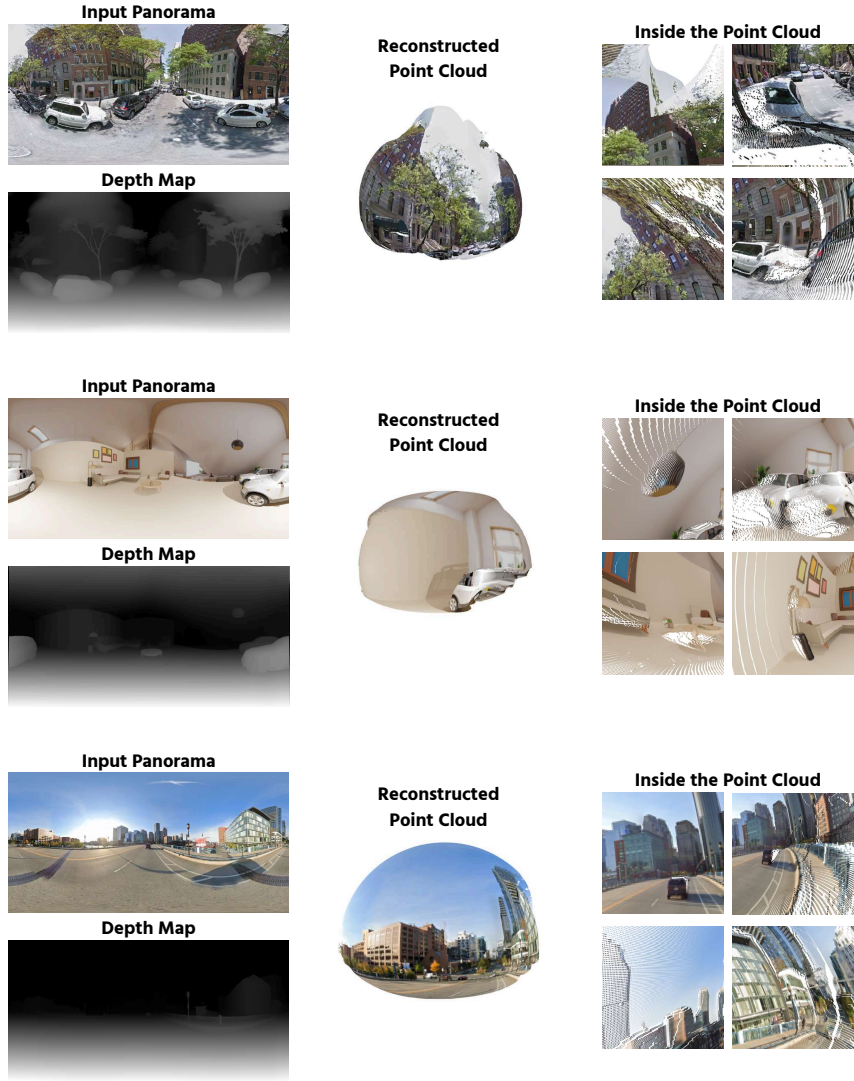 Input Panorama
Reconstructed
Point Cloud
Inside the Point Cloud
Depth Map
Input Panorama
Reconstructed
Point Cloud
Inside the Point Cloud
Depth Map
Input Panorama
Reconstructed
Point Cloud
Inside the Point Cloud
Depth Map